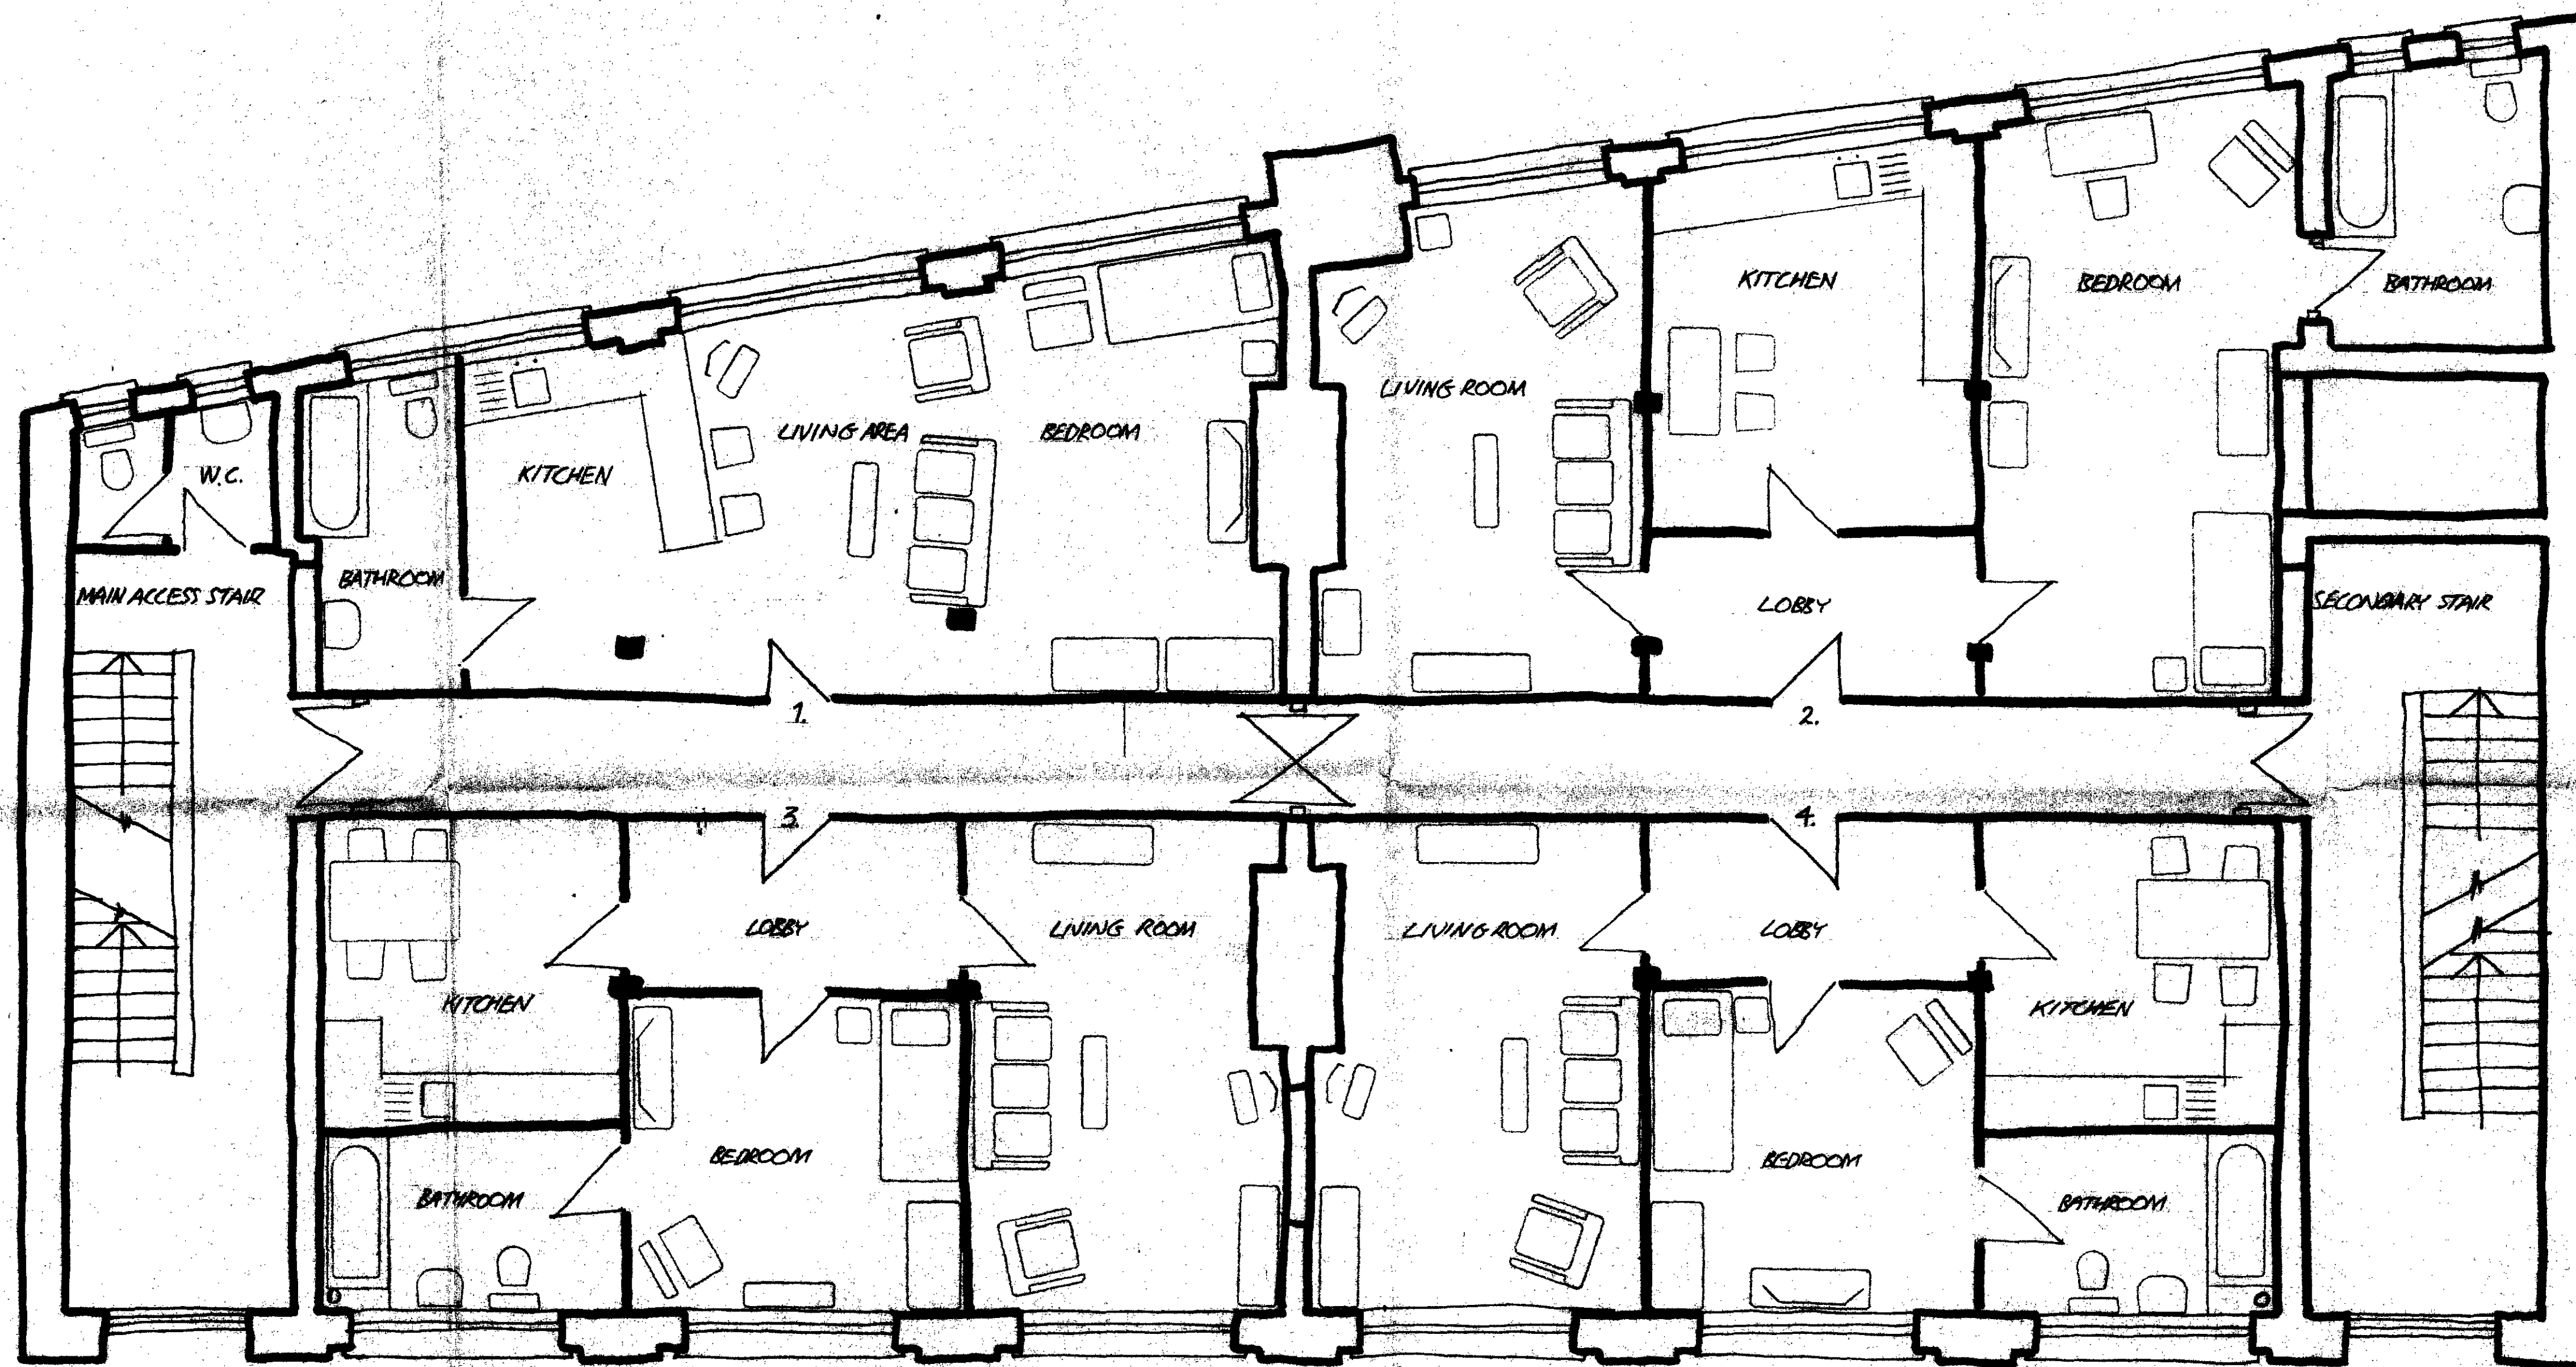 KITCHEN
BEDROOM
BATHROOM
LIVING ROOM
LIVING AREA
BEDROOM
KITCHEN
W.C.
BATHROOM
MAIN ACCESS STAIR
LOBBY
SECONDARY STAIR
1.
2.
3.
4.
LOBBY
LIVING ROOM
LIVING ROOM
LOBBY
KITCHEN
KITCHEN
BEDROOM
BEDROOM
BATHROOM
BATHROOM